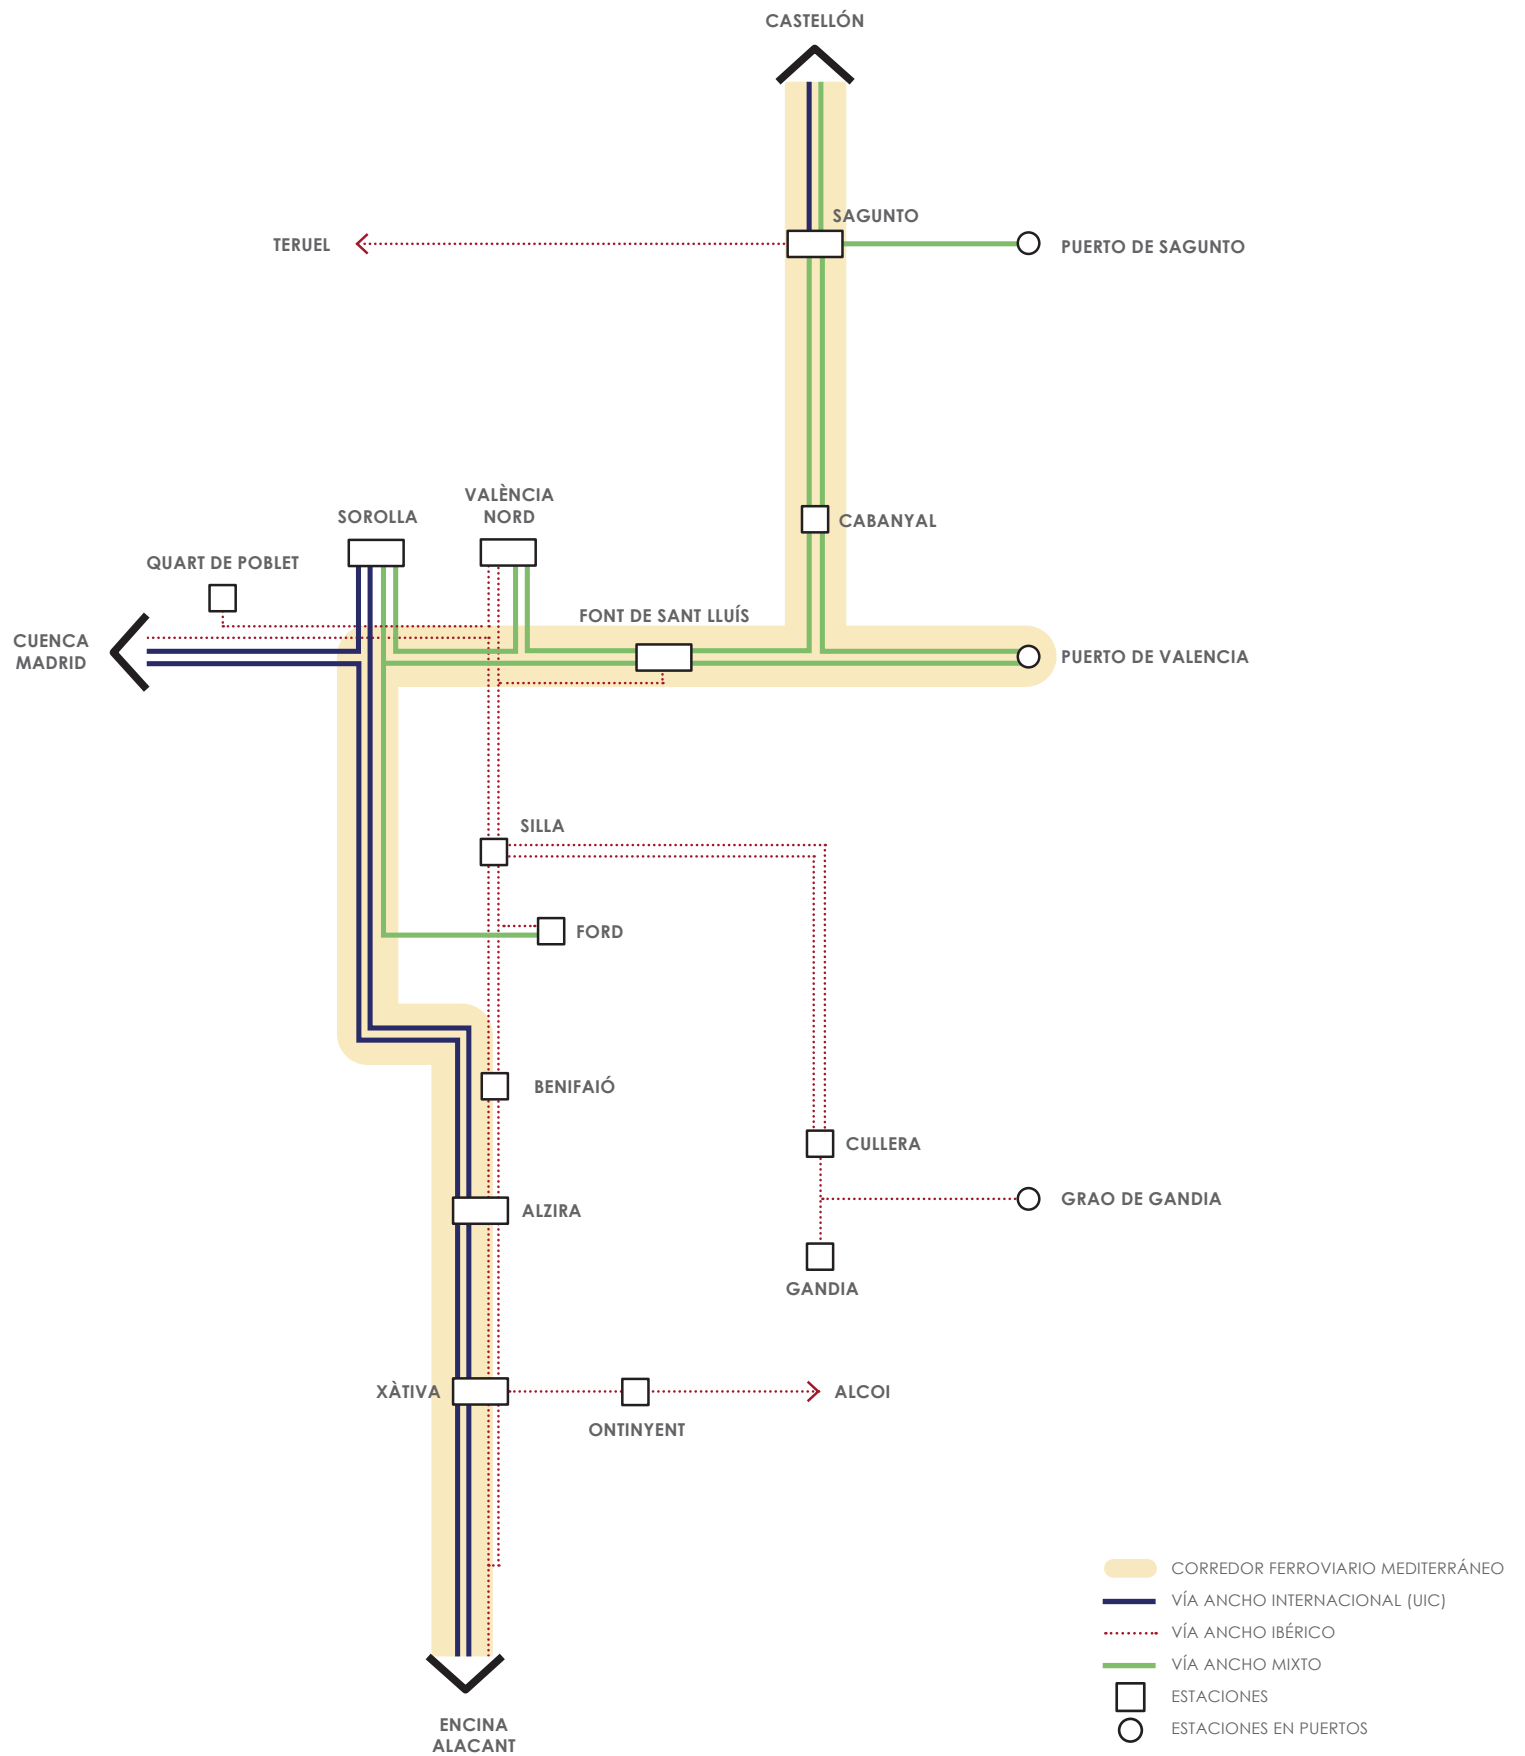 CASTELLÓN
SAGUNTO
TERUEL
PUERTO DE SAGUNTO
VALÈNCIA
NORD
SOROLLA
CABANYAL
QUART DE POBLET
FONT DE SANT LLUÍS
CUENCA
MADRID
PUERTO DE VALENCIA
SILLA
FORD
BENIFAIÓ
CULLERA
GRAO DE GANDIA
ALZIRA
GANDIA
XÀTIVA
ALCOI
ONTINYENT
CORREDOR FERROVIARIO MEDITERRÁNEO
VÍA ANCHO INTERNACIONAL (UIC)
VÍA ANCHO IBÉRICO
VÍA ANCHO MIXTO
ESTACIONES
ESTACIONES EN PUERTOS
ENCINA
ALACANT